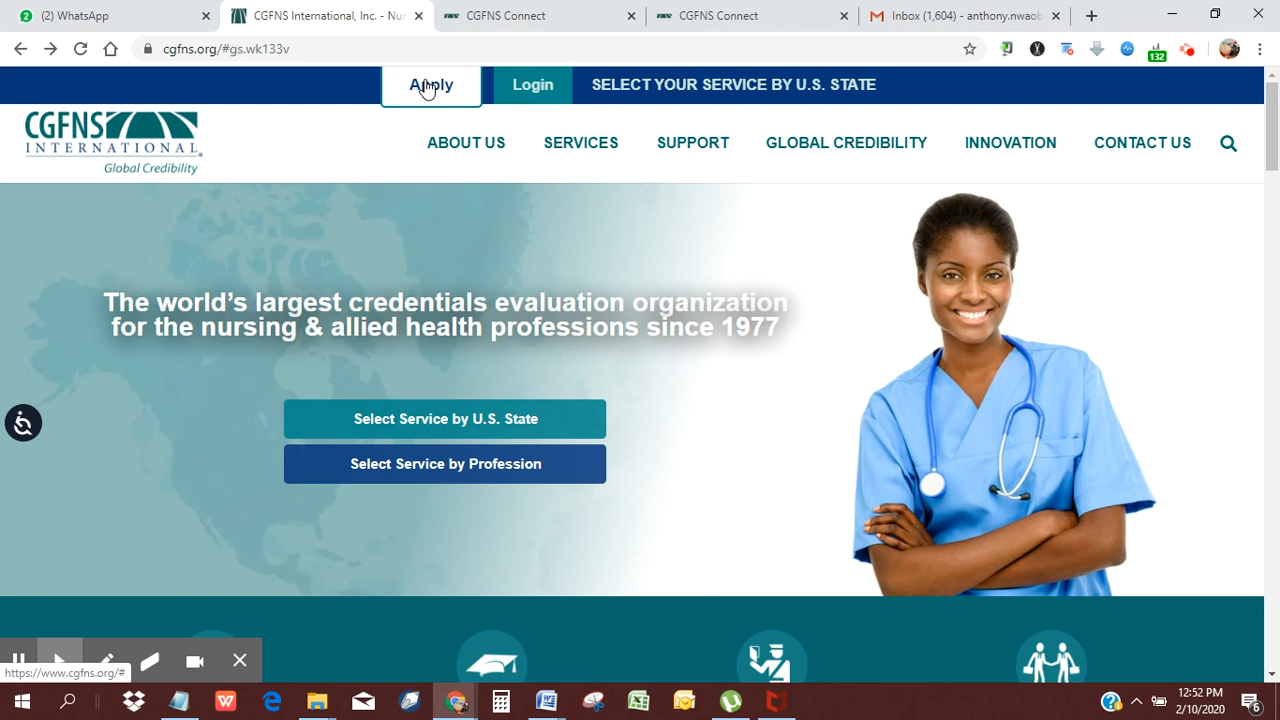 (2) WhatsApp
CGFNS International, Inc. - Nur
CGFNS Connect
CGFNS Connect
Inbox (1,604) - anthony.nwaob
cgfns.org/#gs.wk133v
132
Apply
Login
SELECT YOUR SERVICE BY U.S. STATE
CGFNS
INTERNATIONAL
Global Credibility
ABOUT US
SERVICES
SUPPORT
GLOBAL CREDIBILITY
INNOVATION
CONTACT US
The world's largest credentials evaluation organization
for the nursing & allied health professions since 1977
Select Service by U.S. State
Select Service by Profession
https://www.cgfns.org/#
12:52 PM
2/10/2020
6